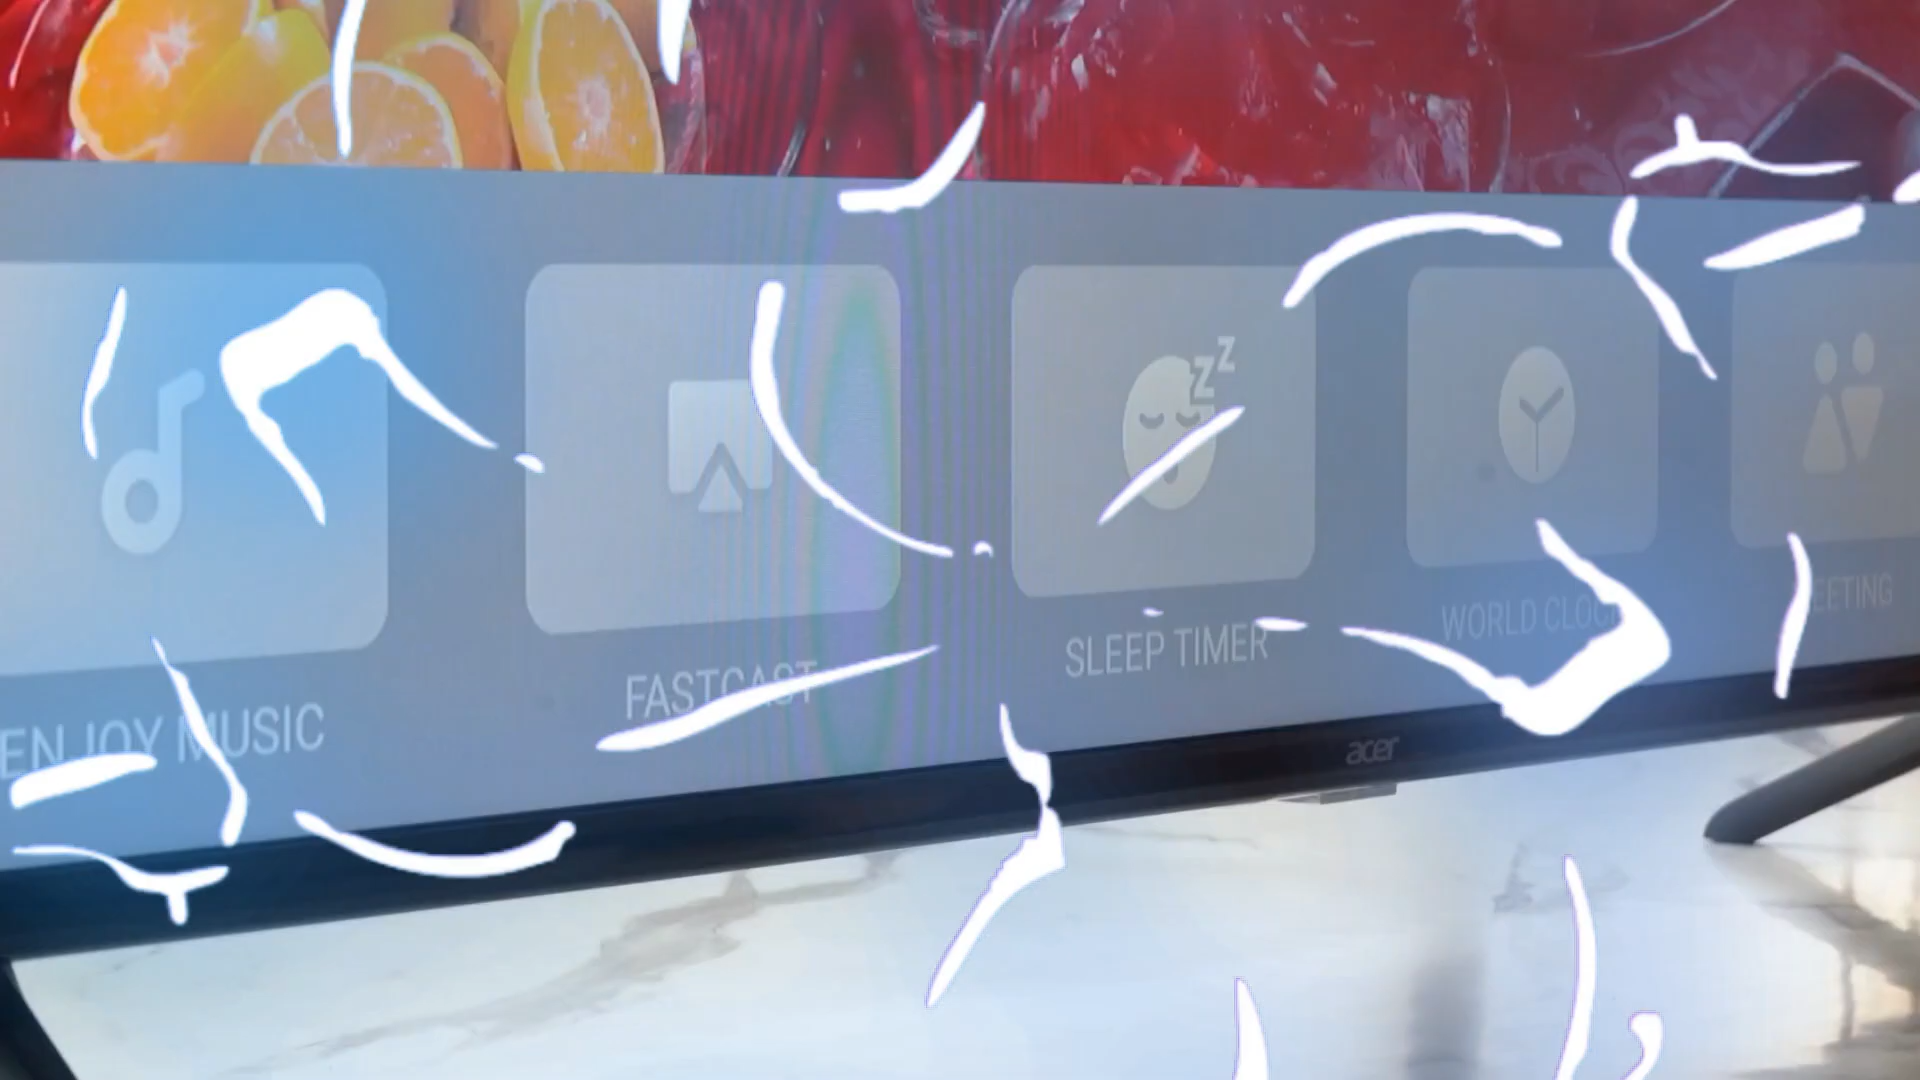 ENJOY MUSIC
FASTCAST
SLEEP TIMER
WORLD CLOCK
acer